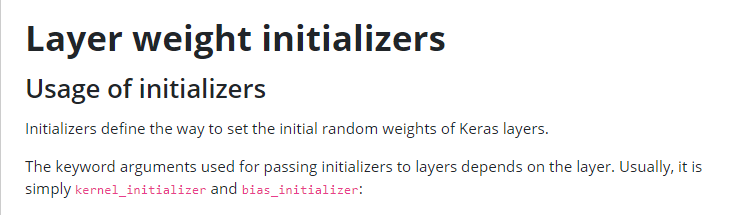 Layer weight initializers
Usage of initializers
Initializers define the way to set the initial random weights of Keras layers.
The keyword arguments used for passing initializers to layers depends on the layer. Usually, it is
simply kernel_initializer and bias_initializer: